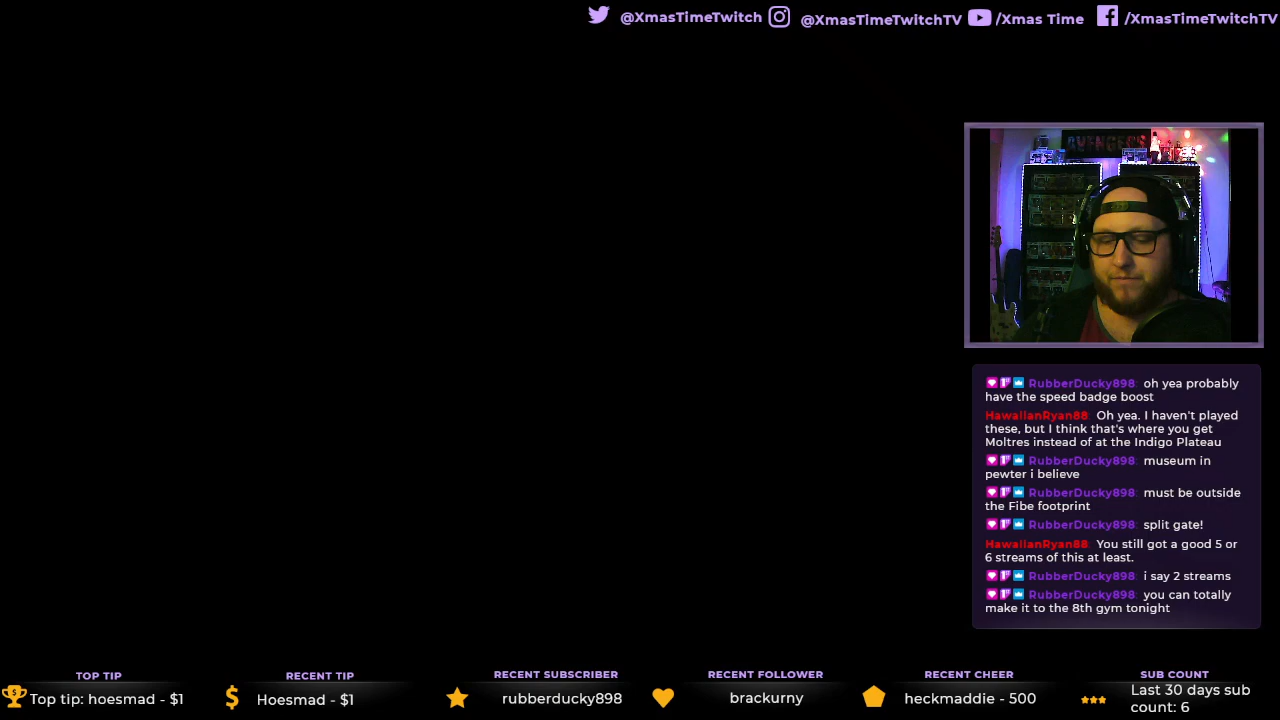 @XmasTimeTwitch @XmasTimeTwitchTV /Xmas Time /XmasTimeTwitchTV
AVENGERS
RubberDucky898: oh yea probably
have the speed badge boost
HawaiianRyan88: Oh yea. I haven't played
these, but I think that's where you get
Moltres instead of at the Indigo Plateau
RubberDucky898: museum in
pewter i believe
RubberDucky898: must be outside
the Fibe footprint
RubberDucky898: split gate!
HawaiianRyan88: You still got a good 5 or
6 streams of this at least.
RubberDucky898: i say 2 streams
RubberDucky898: you can totally
make it to the 8th gym tonight
TOP TIP
Top tip: hoesmad - $1
RECENT TIP
Hoesmad - $1
RECENT SUBSCRIBER
rubberducky898
RECENT FOLLOWER
brackurny
RECENT CHEER
heckmaddie - 500
SUB COUNT
Last 30 days sub
count: 6